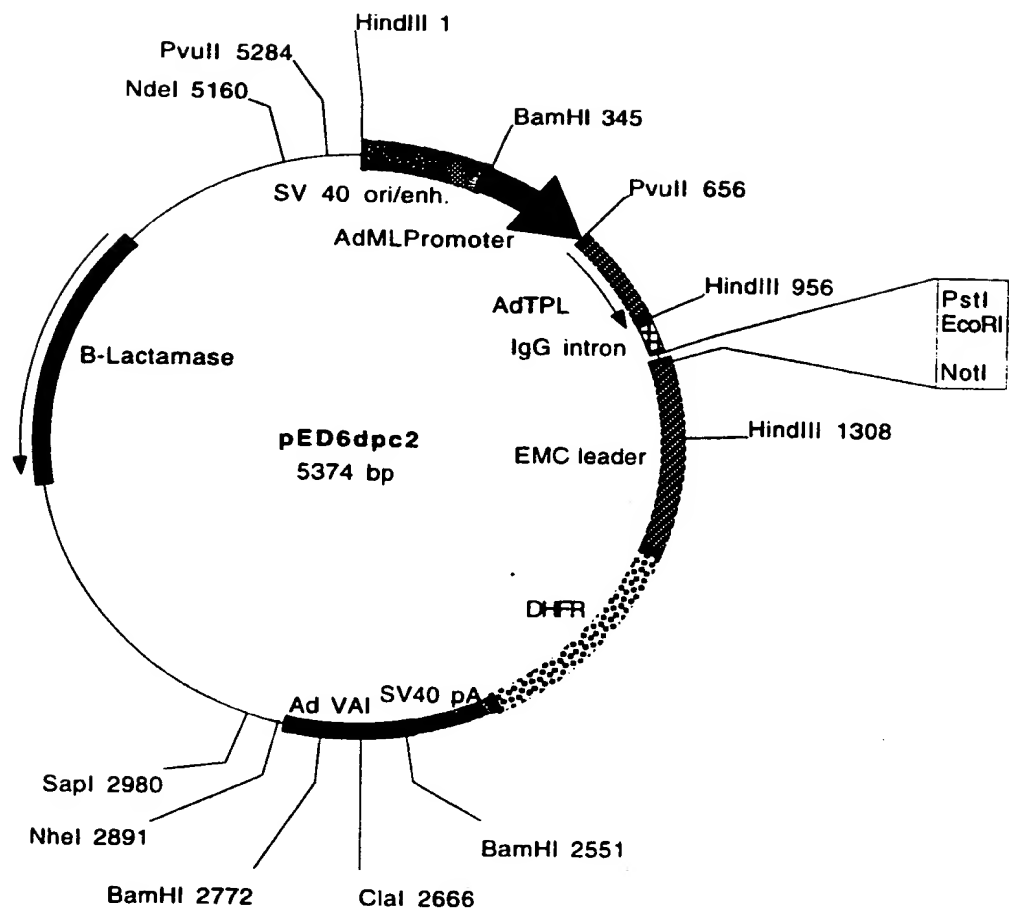 HindIII 1
PvuII 5284
NdeI 5160
BamHI 345
SV 40 ori/enh.
PvuII 656
AdMLPromoter
HindIII 956
AdTPL
PstI
EcoRI
IgG intron
NotI
B-Lactamase
HindIII 1308
pED6dpc2
EMC leader
5374 bp
DHFR
SV40 pA
Ad VAI
SapI 2980
NheI 2891
BamHI 2551
BamHI 2772
ClaI 2666